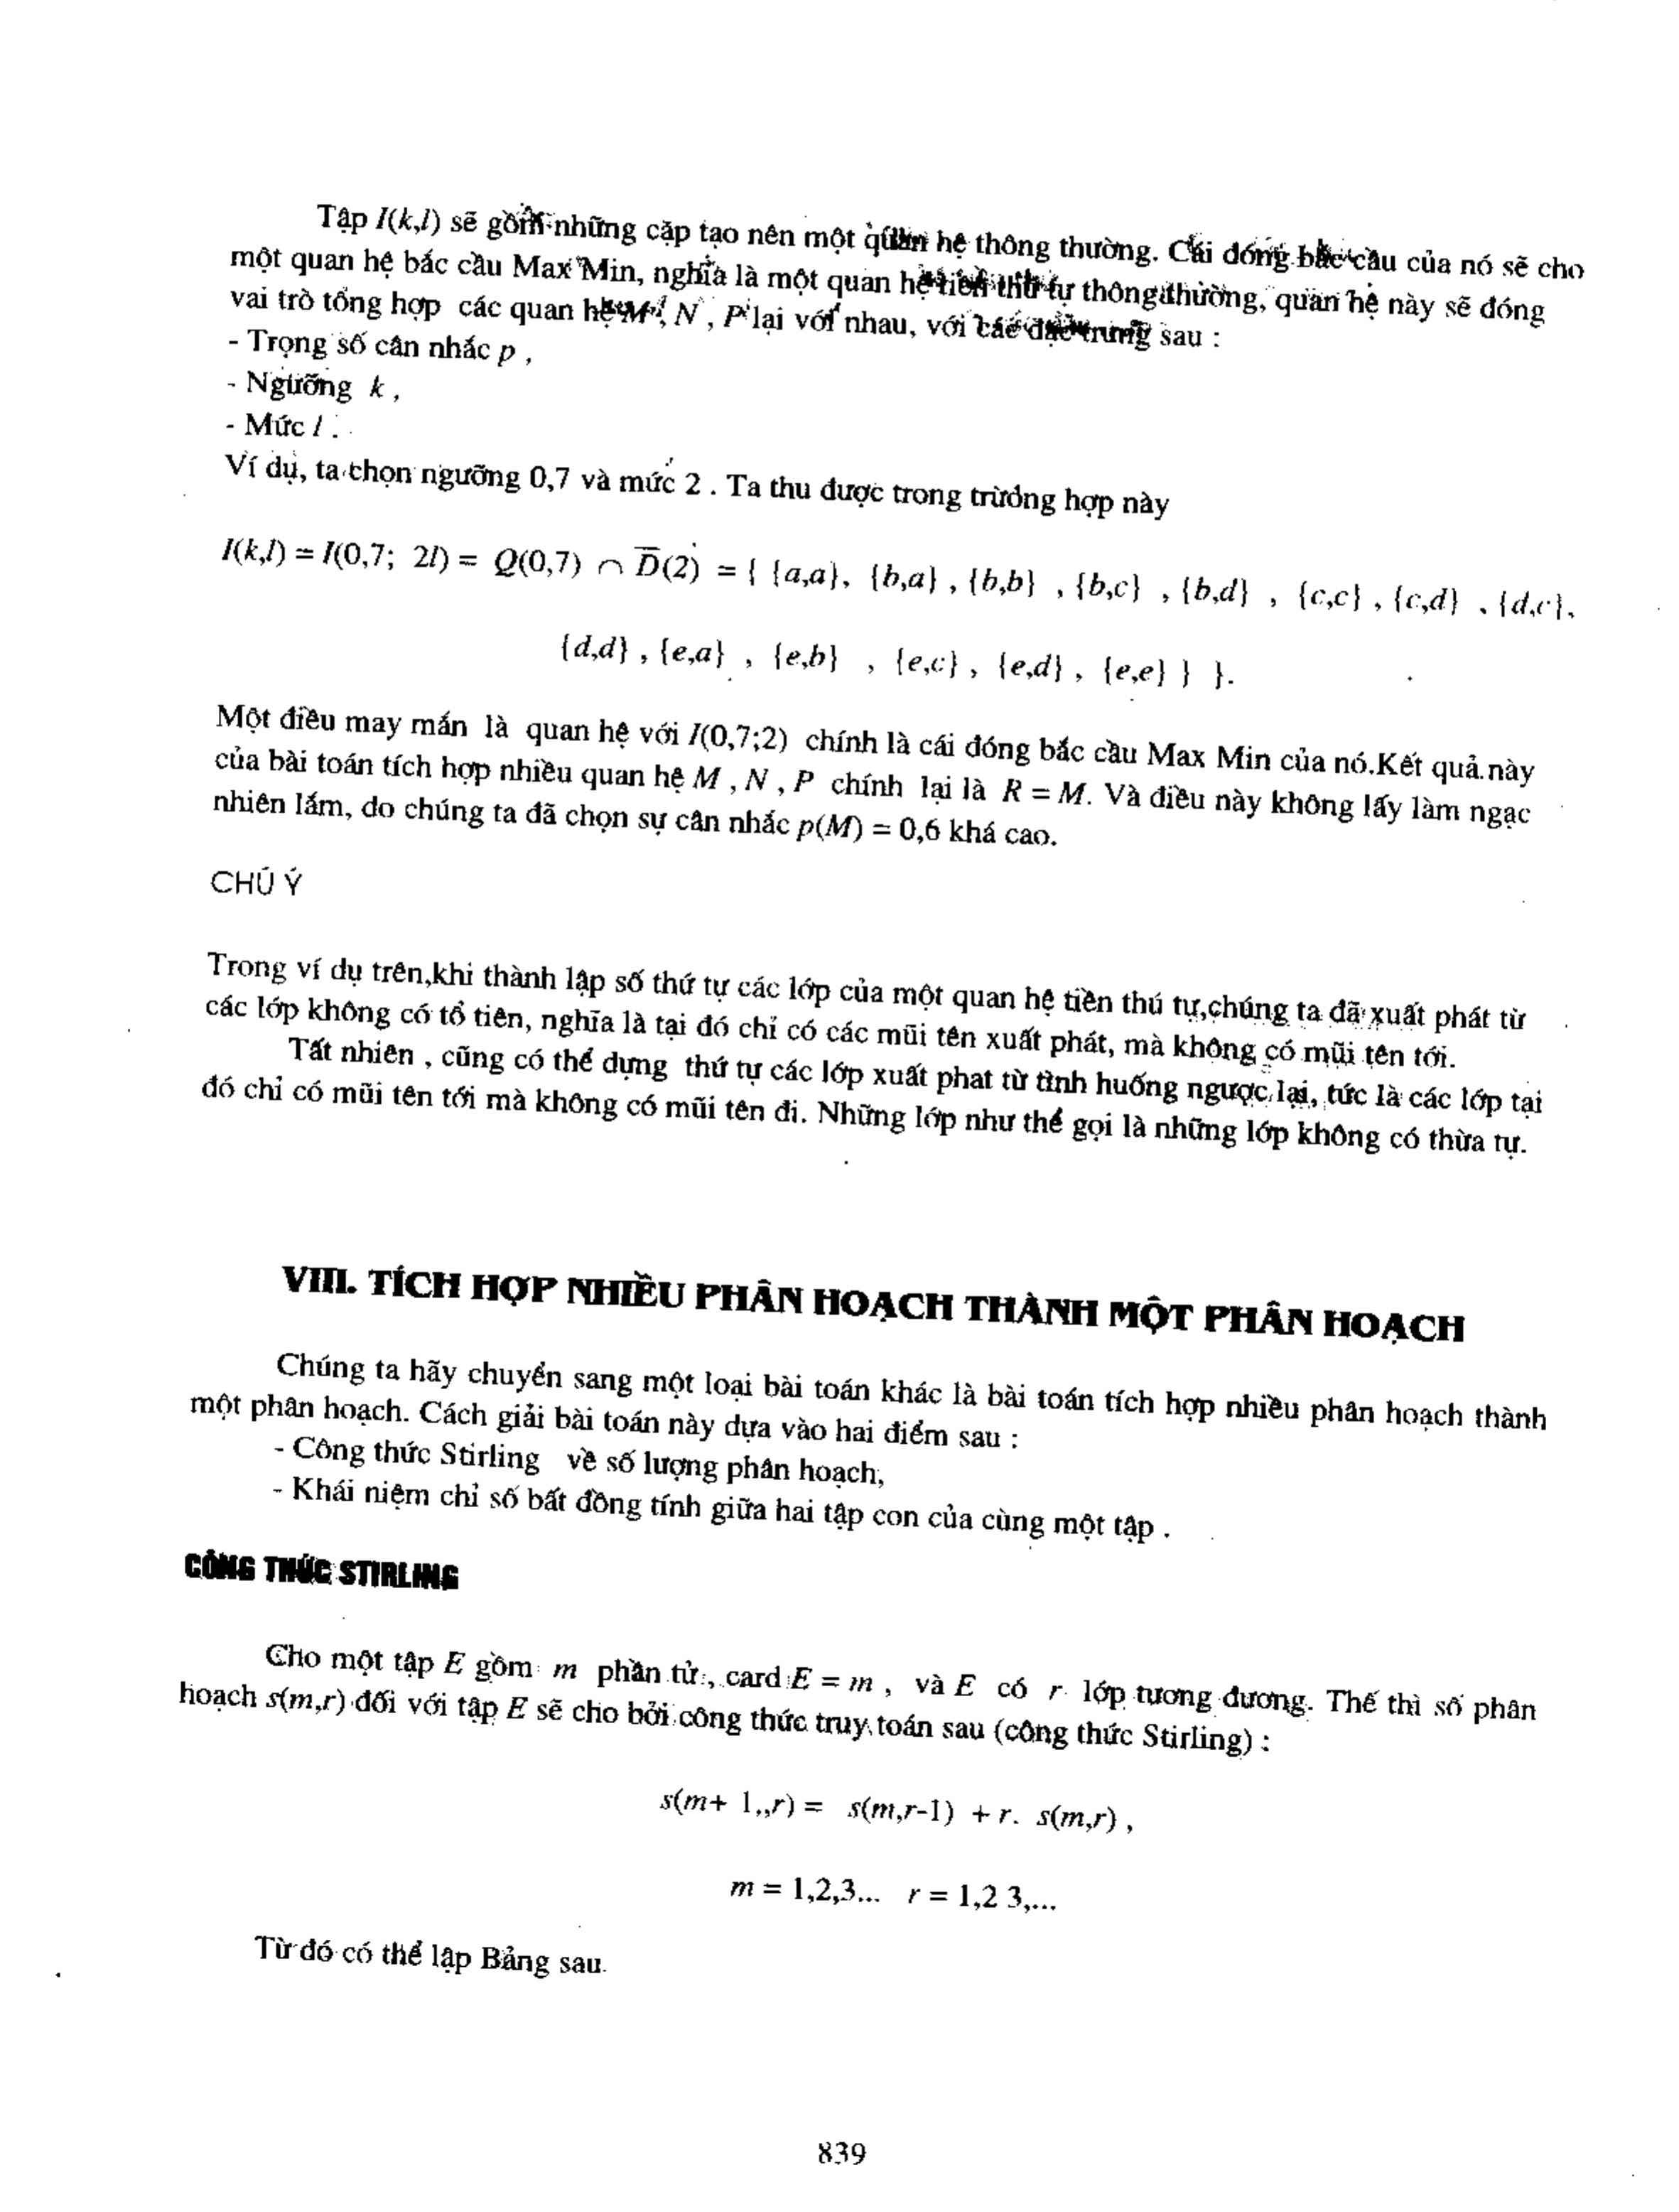 Tập I(k,l) sẽ gồm những cặp tạo nên một quan hệ thông thường. Cái đóng bắc cầu của nó sẽ cho
một quan hệ bắc cầu Max Min, nghĩa là một quan hệ tiền thứ tự thông thường, quan hệ này sẽ đóng
vai trò tổng hợp các quan hệ M , N , P lại với nhau, với các đặc trưng sau :
- Trọng số cân nhắc p ,
- Ngưỡng k ,
- Mức l .
Ví dụ, ta chọn ngưỡng 0,7 và mức 2 . Ta thu được trong trường hợp này
I(k,l) = I(0,7; 2l) = Q(0,7) ∩ D̅(2) = { {a,a}, {b,a} , {b,b} , {b,c} , {b,d} , {c,c} , {c,d} , {d,c},
{d,d} , {e,a} , {e,b} , {e,c} , {e,d} , {e,e} } }.
Một điều may mắn là quan hệ với I(0,7;2) chính là cái đóng bắc cầu Max Min của nó.Kết quả này
của bài toán tích hợp nhiều quan hệ M , N , P chính lại là R = M. Và điều này không lấy làm ngạc
nhiên lắm, do chúng ta đã chọn sự cân nhắc p(M) = 0,6 khá cao.
CHÚ Ý
Trong ví dụ trên,khi thành lập số thứ tự các lớp của một quan hệ tiền thú tự,chúng ta đã xuất phát từ
các lớp không có tổ tiên, nghĩa là tại đó chỉ có các mũi tên xuất phát, mà không có mũi tên tới.
Tất nhiên , cũng có thể dựng thứ tự các lớp xuất phat từ tình huống ngược lại, tức là các lớp tại
đó chỉ có mũi tên tới mà không có mũi tên đi. Những lớp như thể gọi là những lớp không có thừa tự.
VIII. TÍCH HỢP NHIỀU PHÂN HOẠCH THÀNH MỘT PHÂN HOẠCH
Chúng ta hãy chuyển sang một loại bài toán khác là bài toán tích hợp nhiều phân hoạch thành
một phân hoạch. Cách giải bài toán này dựa vào hai điểm sau :
- Công thức Stirling về số lượng phân hoạch,
- Khái niệm chỉ số bất đồng tính giữa hai tập con của cùng một tập .
CÔNG THỨC STIRLING
Cho một tập E gồm m phần tử , card E = m , và E có r lớp tương đương. Thế thì số phân
hoạch s(m,r) đối với tập E sẽ cho bởi công thức truy toán sau (công thức Stirling) :
s(m+ 1,,r) = s(m,r-1) + r. s(m,r) ,
m = 1,2,3... r = 1,2 3,...
Từ đó có thể lập Bảng sau
839